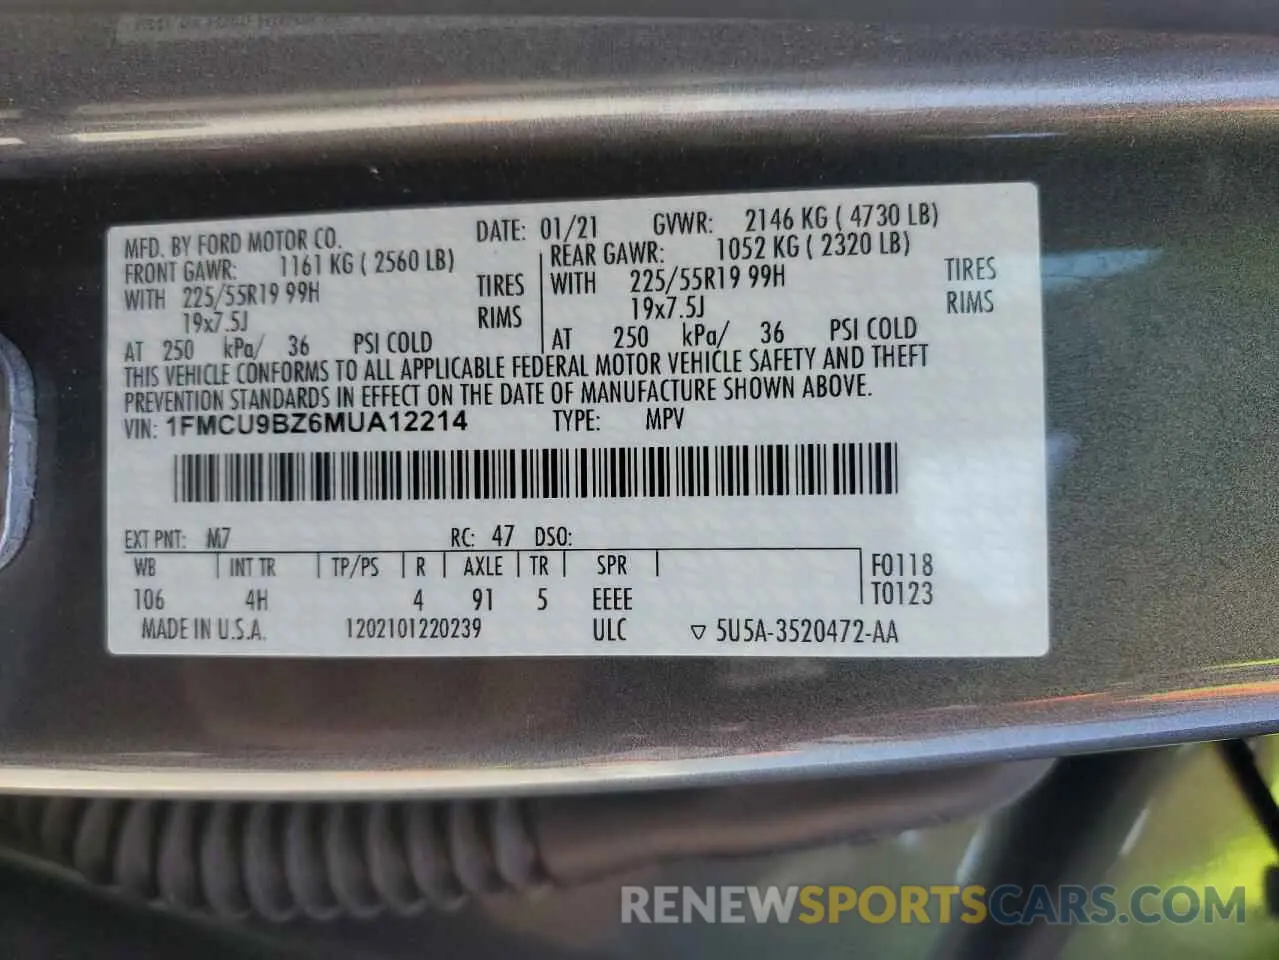 MFD. BY FORD MOTOR CO. DATE: 01/21 GVWR: 2146 KG ( 4730 LB)
FRONT GAWR: 1161 KG ( 2560 LB) REAR GAWR: 1052 KG ( 2320 LB)
WITH 225/55R19 99H TIRES WITH 225/55R19 99H TIRES
19x7.5J RIMS 19x7.5J RIMS
AT 250 kPa/ 36 PSI COLD AT 250 kPa/ 36 PSI COLD
THIS VEHICLE CONFORMS TO ALL APPLICABLE FEDERAL MOTOR VEHICLE SAFETY AND THEFT
PREVENTION STANDARDS IN EFFECT ON THE DATE OF MANUFACTURE SHOWN ABOVE.
VIN: 1FMCU9BZ6MUA12214 TYPE: MPV
EXT PNT: M7 RC: 47 DSO:
WB INT TR TP/PS R AXLE TR SPR F0118
106 4H 4 91 5 EEEE T0123
MADE IN U.S.A. 1202101220239 ULC ▽ 5U5A-3520472-AA
RENEWSPORTSCARS.COM